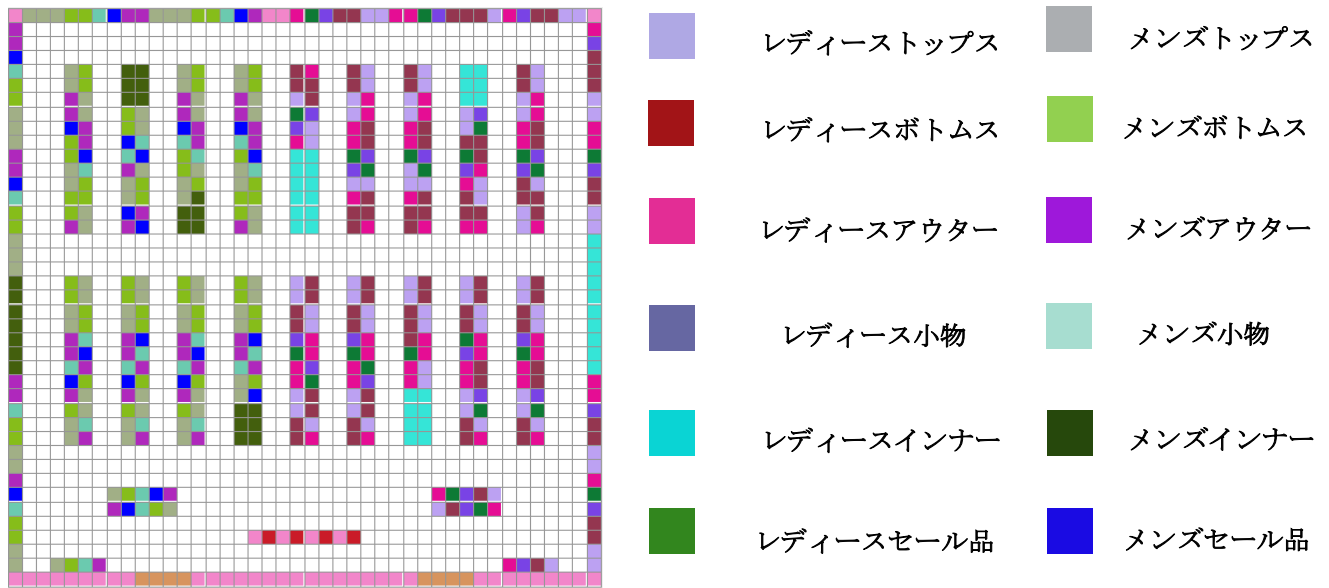 レディーストップス
メンズトップス
レディースボトムス
メンズボトムス
レディースアウター
メンズアウター
レディース小物
メンズ小物
レディースインナー
メンズインナー
レディースセール品
メンズセール品